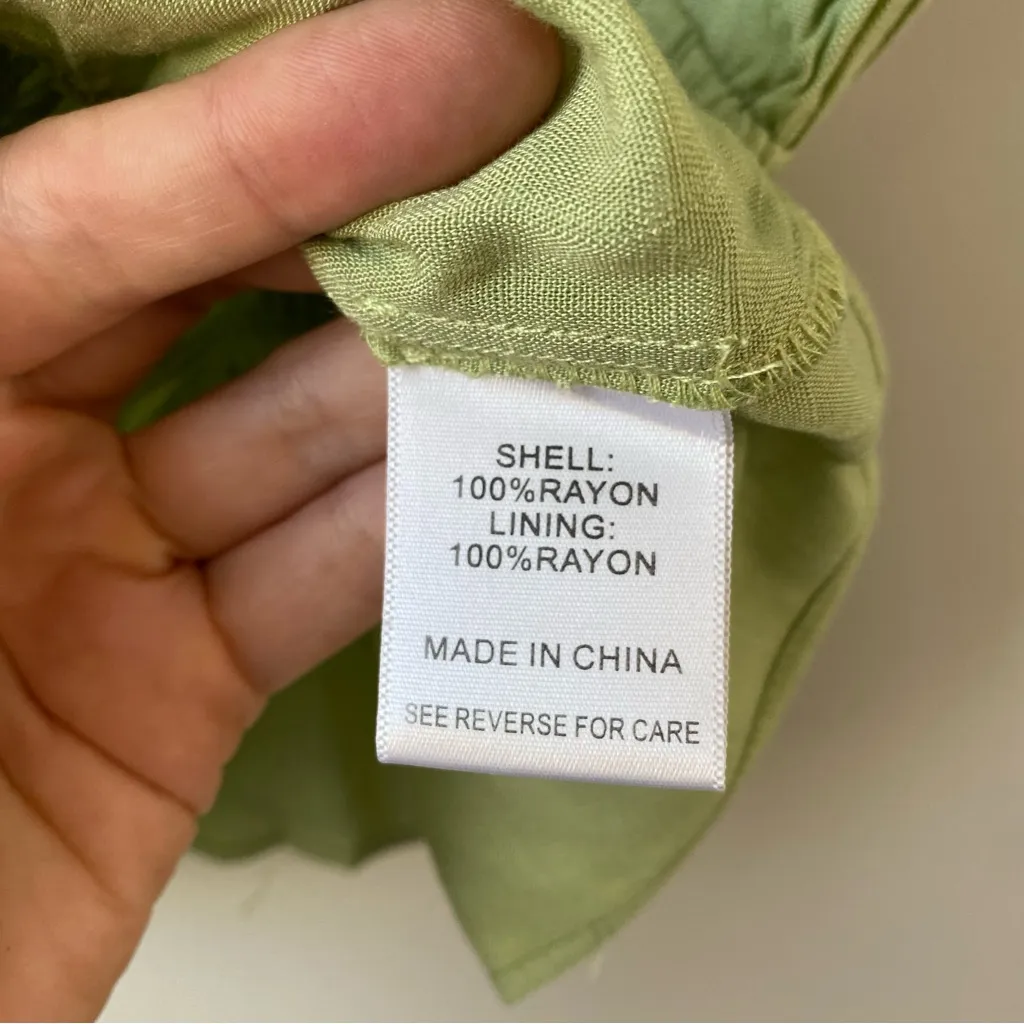 SHELL:
100%RAYON
LINING:
100%RAYON
MADE IN CHINA
SEE REVERSE FOR CARE